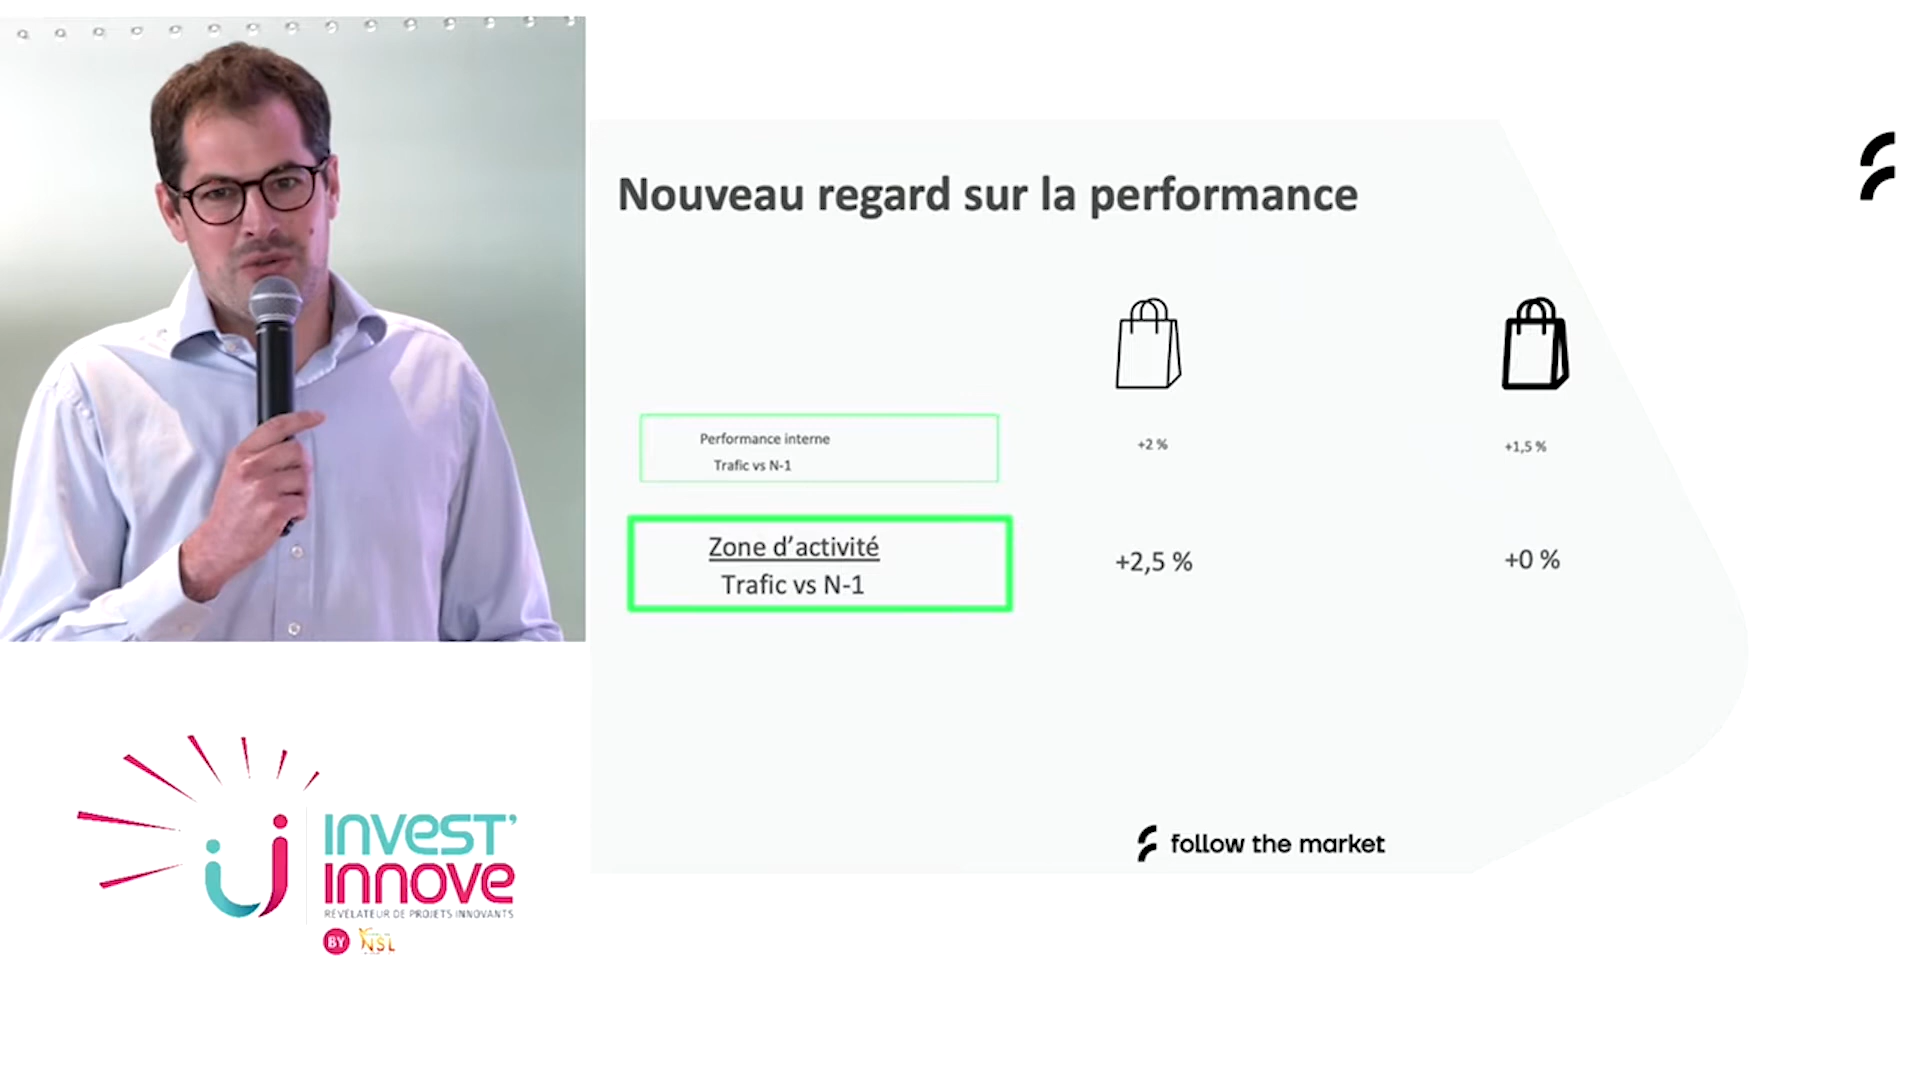 Nouveau regard sur la performance
Performance interne
Trafic vs N-1
+2 %
+1,5 %
Zone d’activité
Trafic vs N-1
+2,5 %
+0 %
follow the market
INVEST’
INNOVE
RÉVÉLATEUR DE PROJETS INNOVANTS
BY NSL